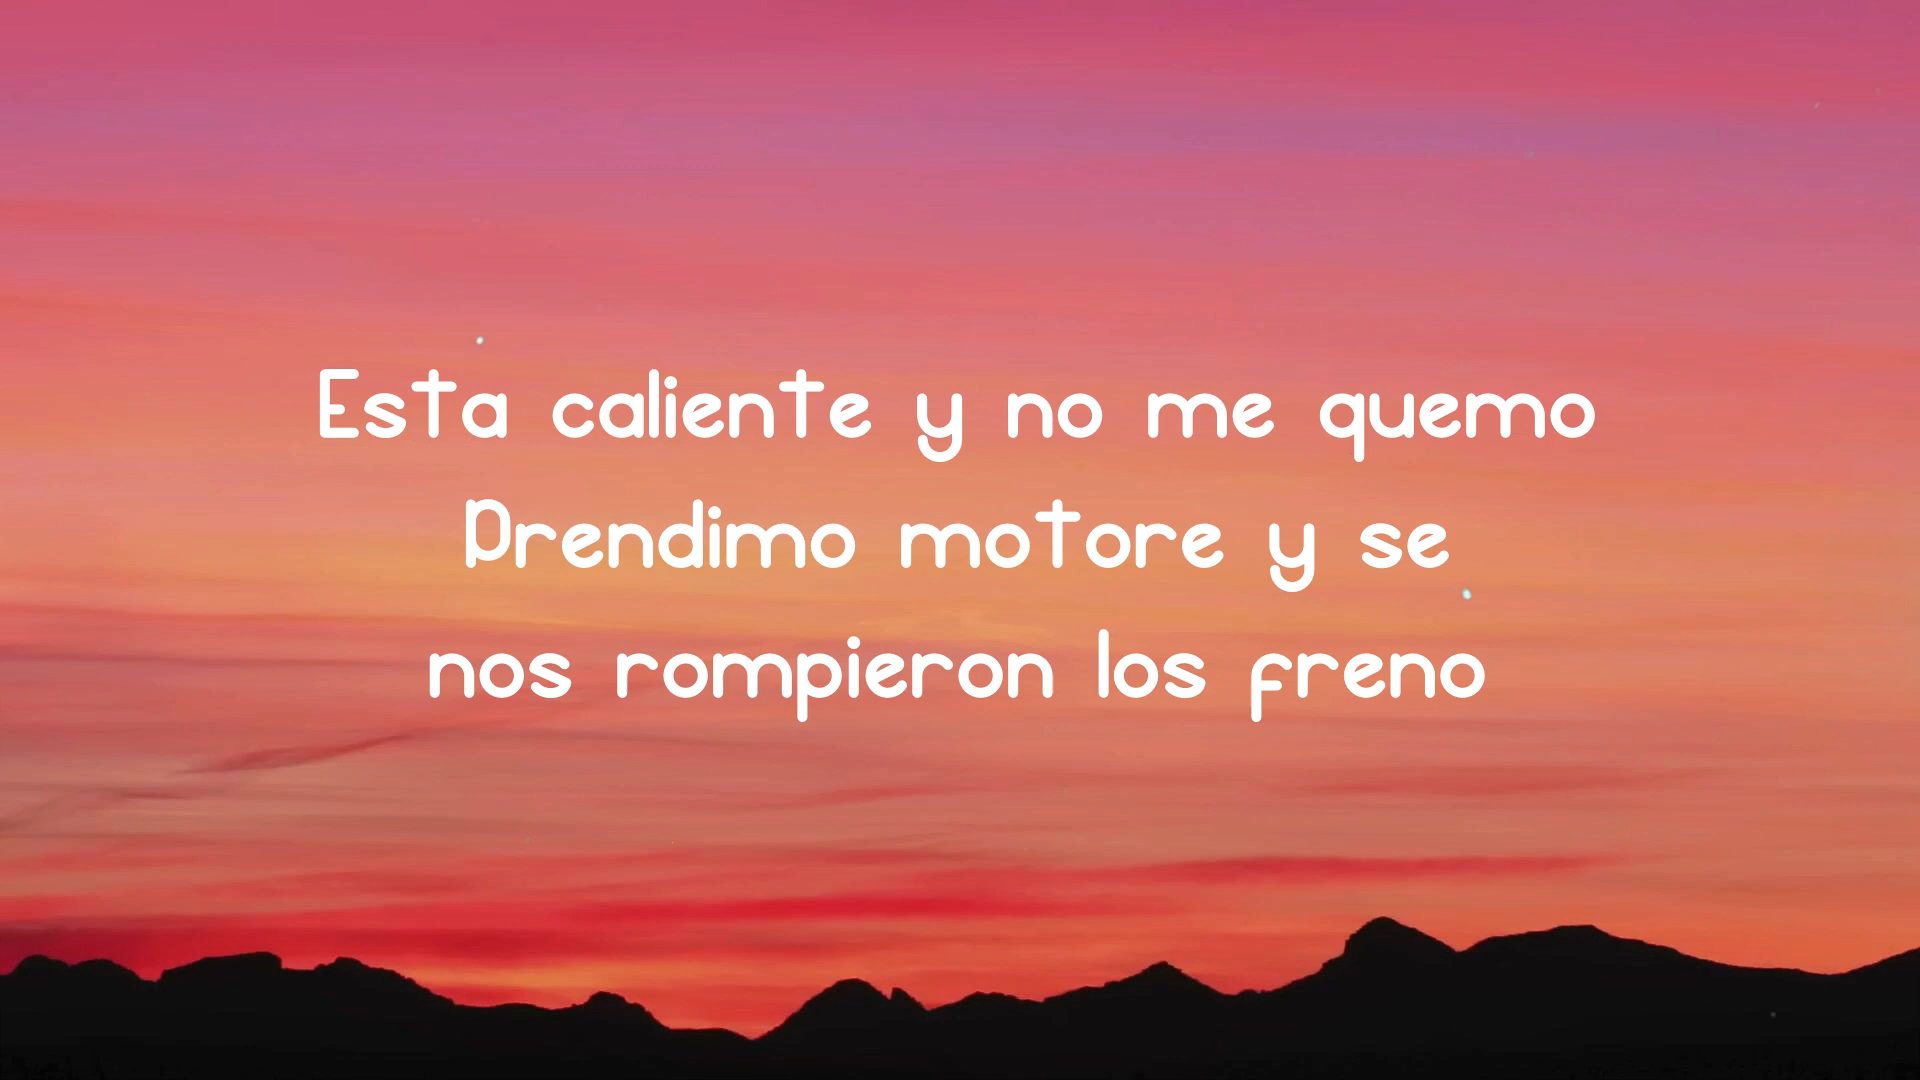 Esta caliente y no me quemo
Prendimo motore y se
nos rompieron los freno